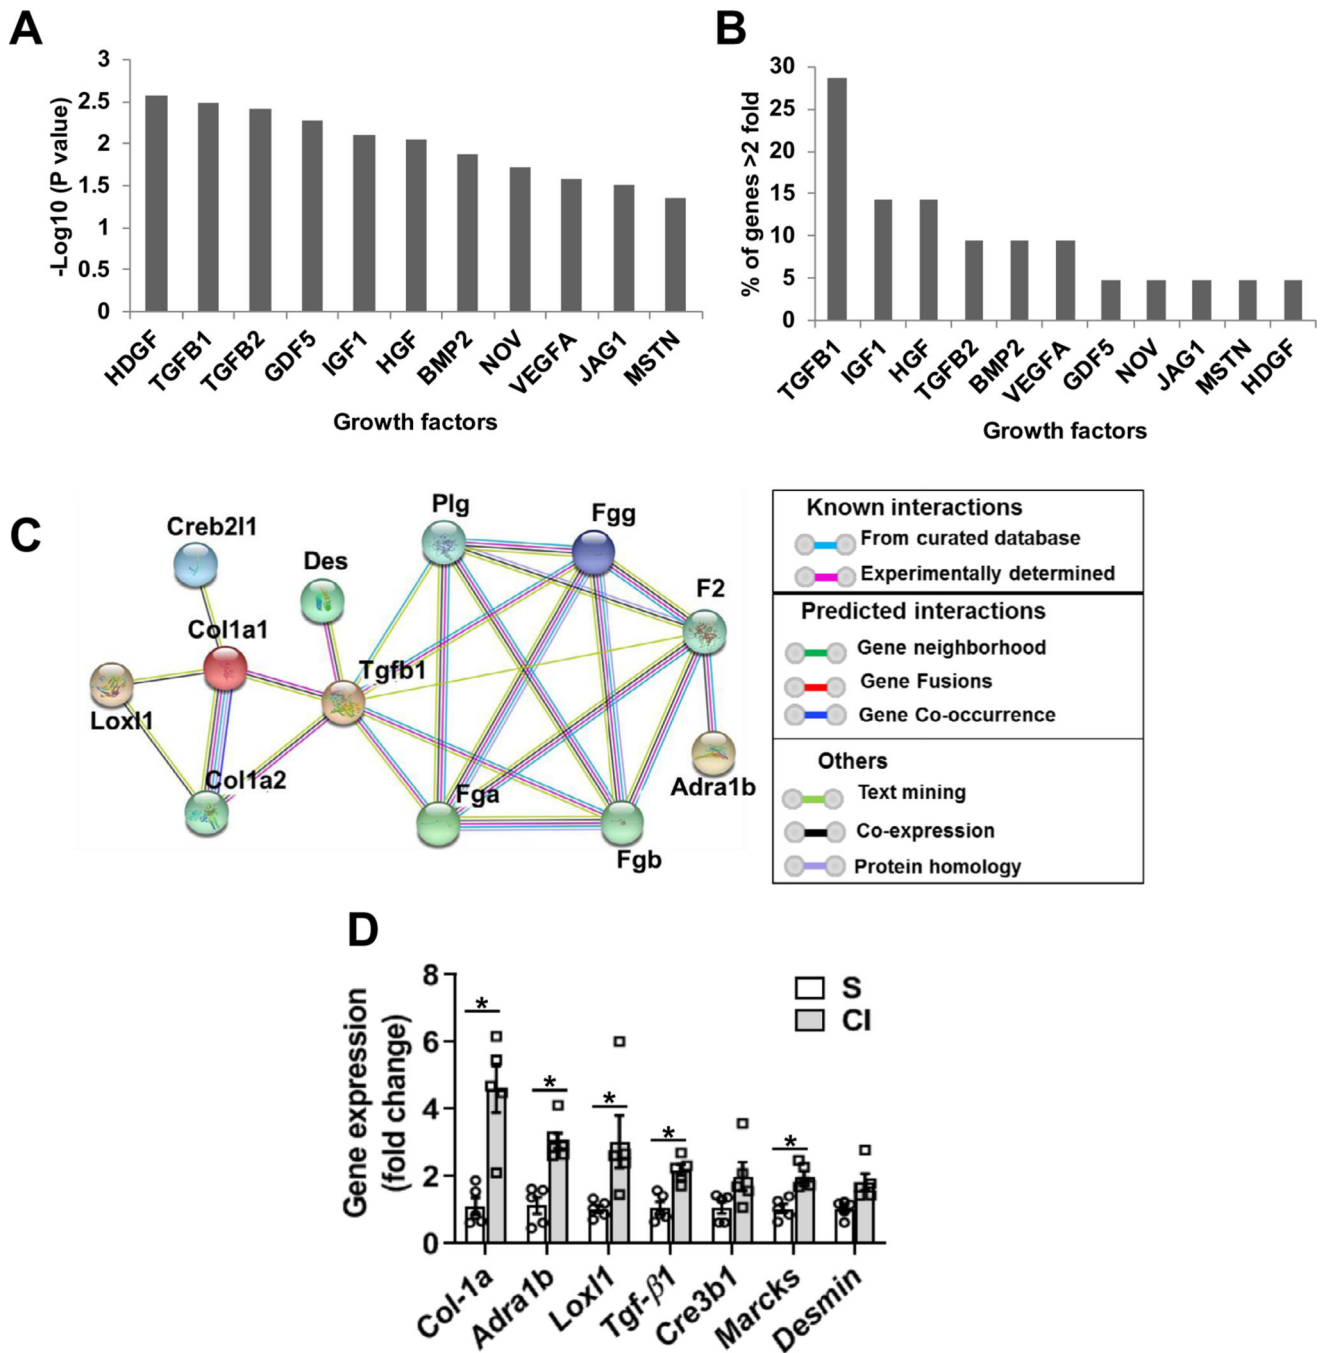 A
-Log10 (P value)
3
2.5
2
1.5
1
0.5
0
HDGF
TGFB1
TGFB2
GDF5
IGF1
HGF
BMP2
NOV
VEGFA
JAG1
MSTN
Growth factors
B
% of genes >2 fold
30
25
20
15
10
5
0
TGFB1
IGF1
HGF
TGFB2
BMP2
VEGFA
GDF5
NOV
JAG1
MSTN
HDGF
Growth factors
C
Creb2l1
Des
Plg
Fgg
F2
Col1a1
Tgfb1
Loxl1
Col1a2
Fga
Adra1b
Fgb
Known interactions
From curated database
Experimentally determined
Predicted interactions
Gene neighborhood
Gene Fusions
Gene Co-occurrence
Others
Text mining
Co-expression
Protein homology
D
Gene expression
(fold change)
8
6
4
2
0
S
CI
*
*
*
*
*
Col-1a
Adra1b
Loxl1
Tgf-β1
Cre3b1
Marcks
Desmin